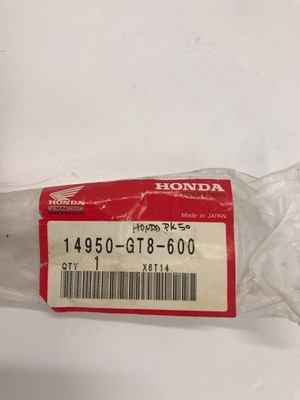 HONDA
HONDA
Made in JAPAN
HONDA PK50
14950-GT8-600
QTY 1 X6T14